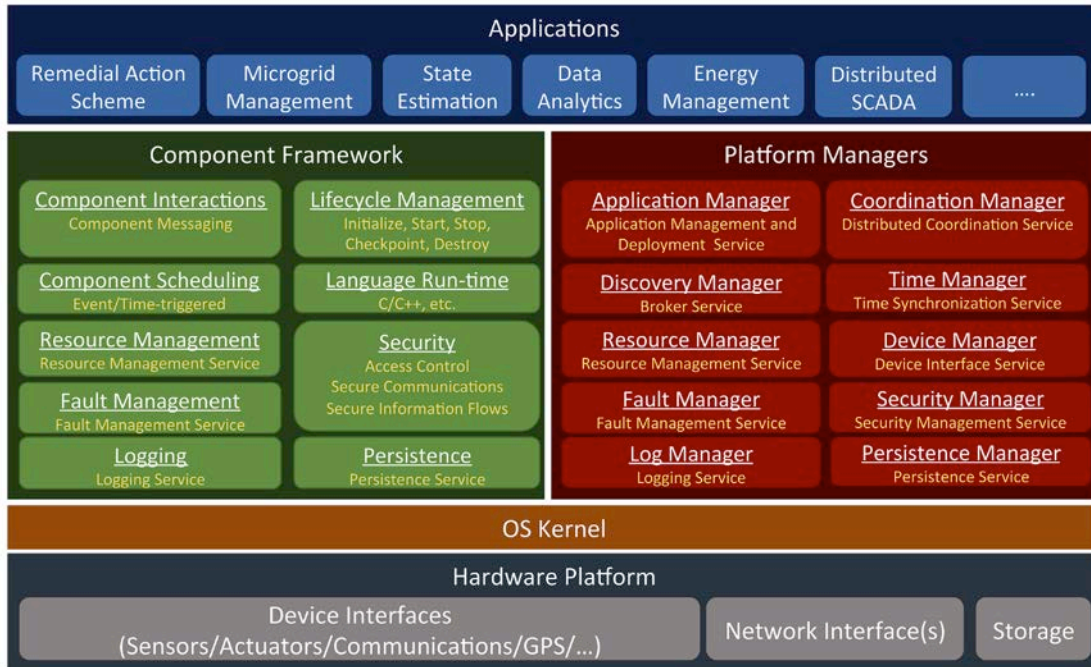 Applications
Remedial Action
Scheme
Microgrid
Management
State
Estimation
Data
Analytics
Energy
Management
Distributed
SCADA
....
Component Framework
Component Interactions
Component Messaging
Lifecycle Management
Initialize, Start, Stop,
Checkpoint, Destroy
Component Scheduling
Event/Time-triggered
Language Run-time
C/C++, etc.
Resource Management
Resource Management Service
Security
Access Control
Secure Communications
Secure Information Flows
Fault Management
Fault Management Service
Logging
Logging Service
Persistence
Persistence Service
Platform Managers
Application Manager
Application Management and
Deployment Service
Coordination Manager
Distributed Coordination Service
Discovery Manager
Broker Service
Time Manager
Time Synchronization Service
Resource Manager
Resource Management Service
Device Manager
Device Interface Service
Fault Manager
Fault Management Service
Security Manager
Security Management Service
Log Manager
Logging Service
Persistence Manager
Persistence Service
OS Kernel
Hardware Platform
Device Interfaces
(Sensors/Actuators/Communications/GPS/...)
Network Interface(s)
Storage